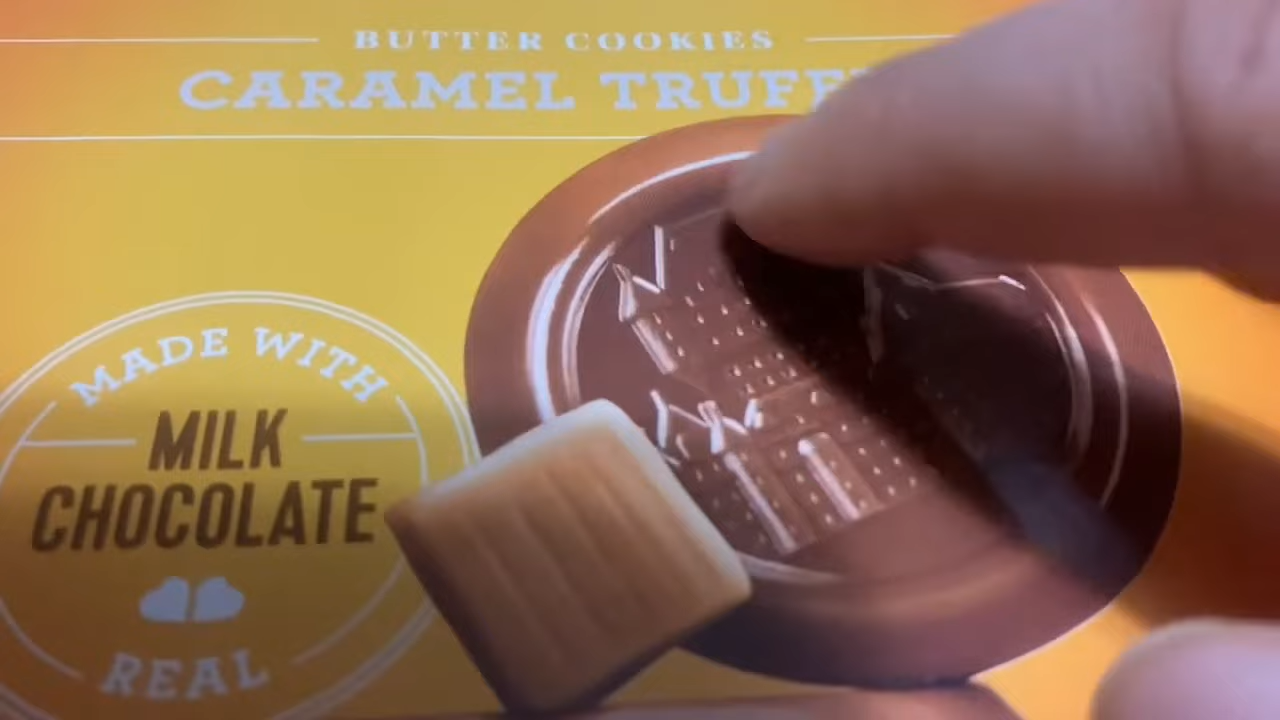 BUTTER COOKIES
CARAMEL
MADE WITH
MILK
CHOCOLATE
REAL